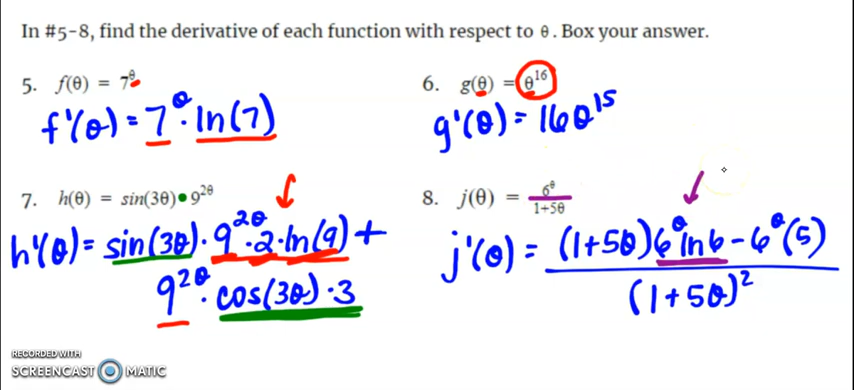 In #5-8, find the derivative of each function with respect to θ. Box your answer.
5. f(θ) = 7^θ
f'(θ) = 7^θ · ln(7)
6. g(θ) = θ^16
g'(θ) = 16θ^15
7. h(θ) = sin(3θ)•9^2θ
h'(θ) = sin(3θ) · 9^2θ · 2 · ln(9) +
9^2θ · cos(3θ) · 3
8. j(θ) = 6^θ/1+5θ
j'(θ) = (1+5θ)6^θ ln6 - 6^θ(5)
(1+5θ)²
RECORDED WITH
SCREENCAST O MATIC